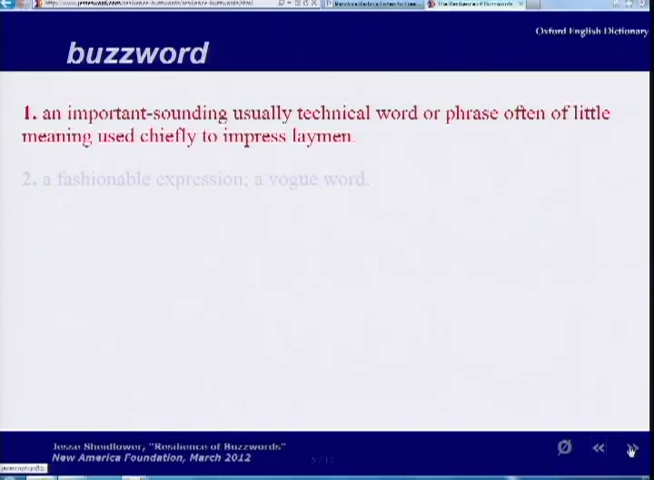 Oxford English Dictionary
buzzword
1. an important-sounding usually technical word or phrase often of little
meaning used chiefly to impress laymen.
2. a fashionable expression; a vogue word.
Jesse Sheidlower, "Resilience of Buzzwords"
New America Foundation, March 2012